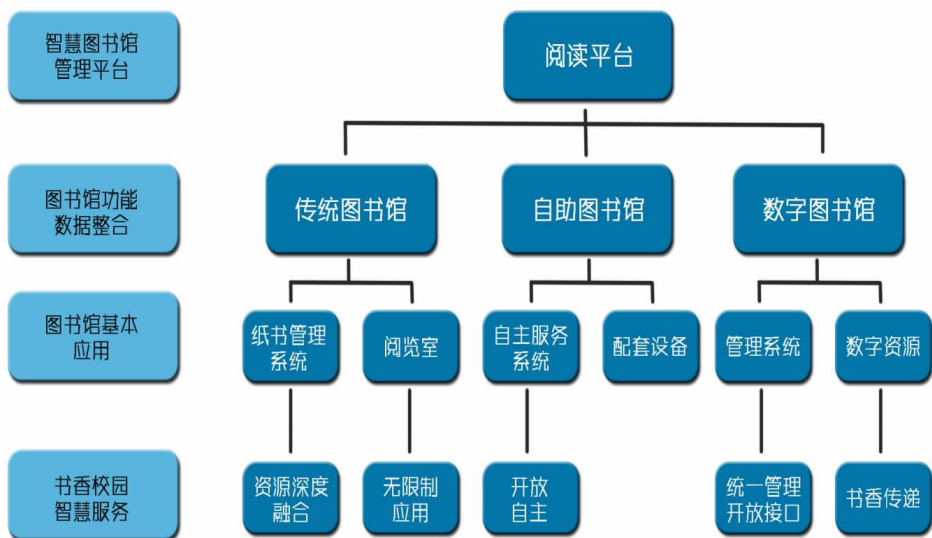 智慧图书馆
管理平台
阅读平台
图书馆功能
数据整合
传统图书馆
自助图书馆
数字图书馆
图书馆基本
应用
纸书管理
系统
阅览室
自主服务
系统
配套设备
管理系统
数字资源
书香校园
智慧服务
资源深度
融合
无限制
应用
开放
自主
统一管理
开放接口
书香传递